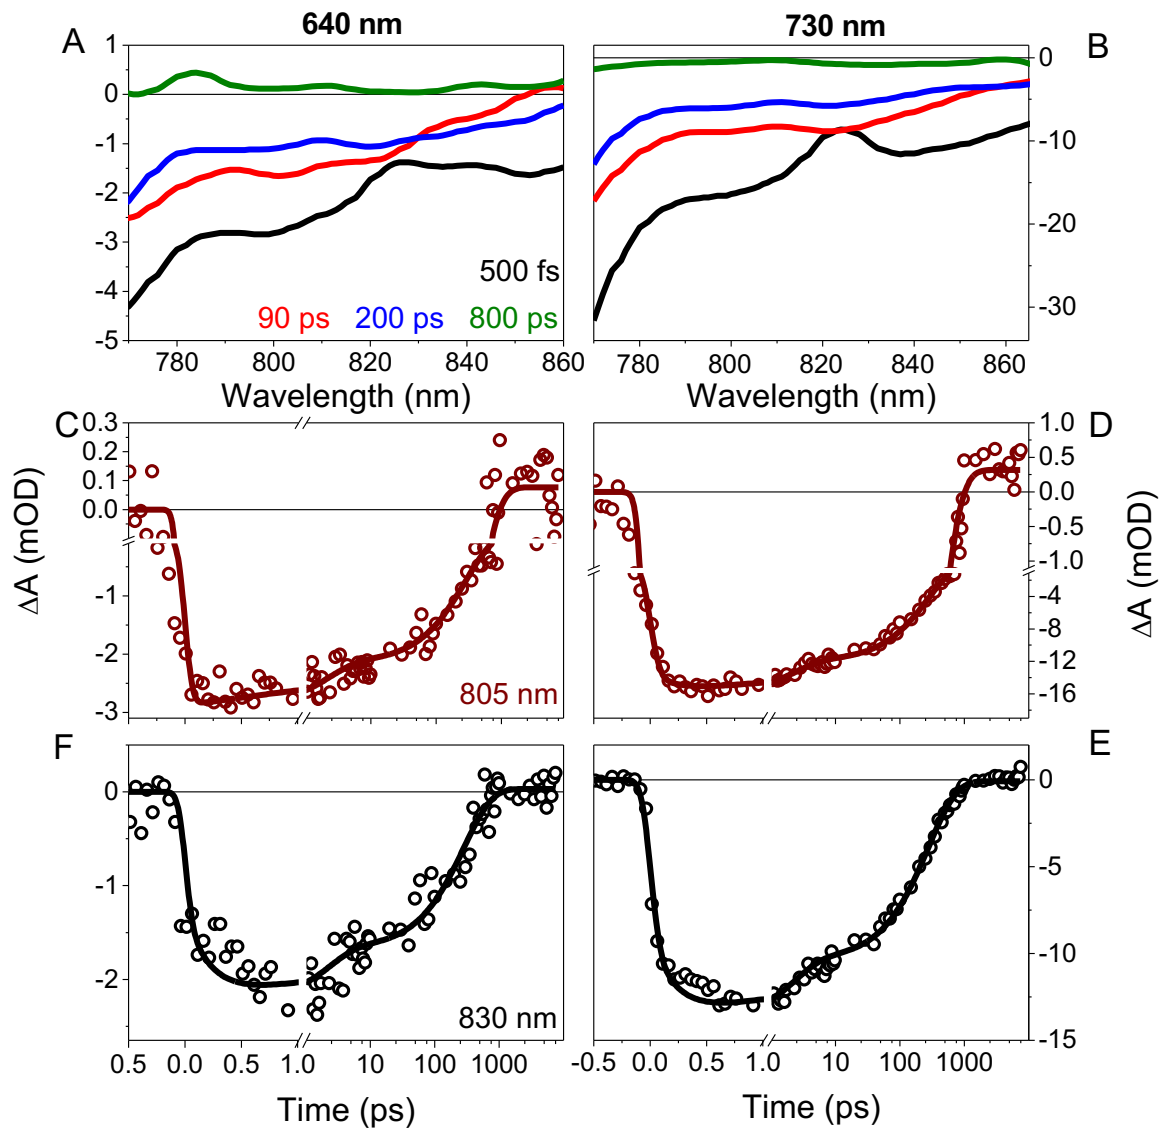 640 nm
730 nm
A
B
1
0
-1
-2
-3
-4
-5
0
-10
-20
-30
500 fs
90 ps 200 ps 800 ps
780 800 820 840 860
780 800 820 840 860
Wavelength (nm)
Wavelength (nm)
C
D
0.3
0.2
0.1
0.0
-1
-2
-3
1.0
0.5
0.0
-0.5
-1.0
-4
-8
-12
-16
ΔA (mOD)
ΔA (mOD)
805 nm
F
E
0
-1
-2
0
-5
-10
-15
830 nm
0.5 0.0 0.5 1.0 10 100 1000
-0.5 0.0 0.5 1.0 10 100 1000
Time (ps)
Time (ps)